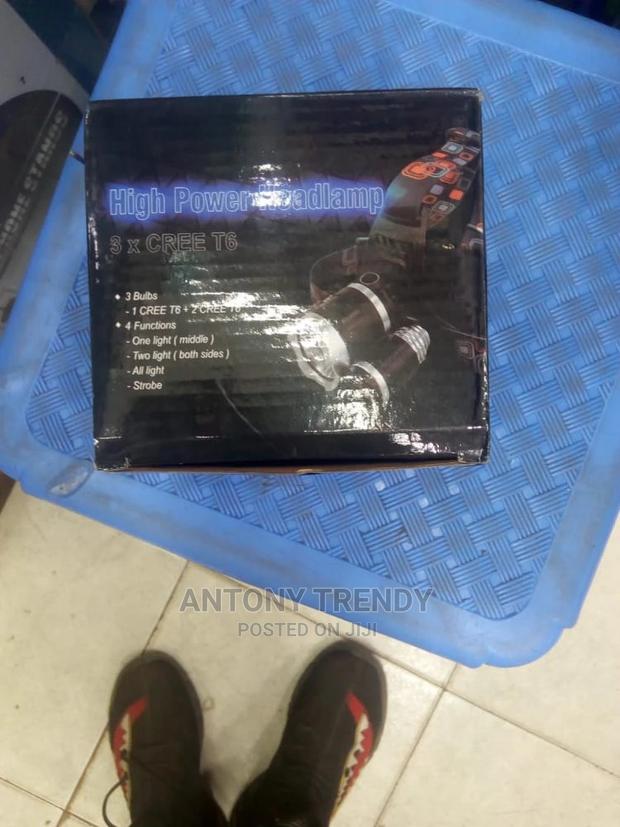 High Power Headlamp
3 x CREE T6
3 Bulbs
- 1 CREE T6 + 2 CREE T6
4 Functions
- One light ( middle )
- Two light ( both sides )
- All light
- Strobe
ANTONY TRENDY
POSTED ON JIJI